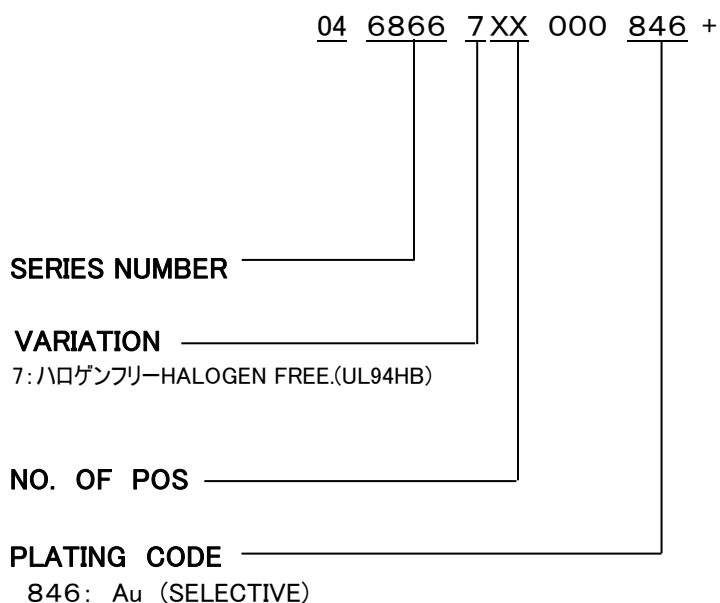 04 6866 7XX 000 846 +
SERIES NUMBER
VARIATION
7:ハロゲンフリーHALOGEN FREE.(UL94HB)
NO. OF POS
PLATING CODE
846: Au (SELECTIVE)